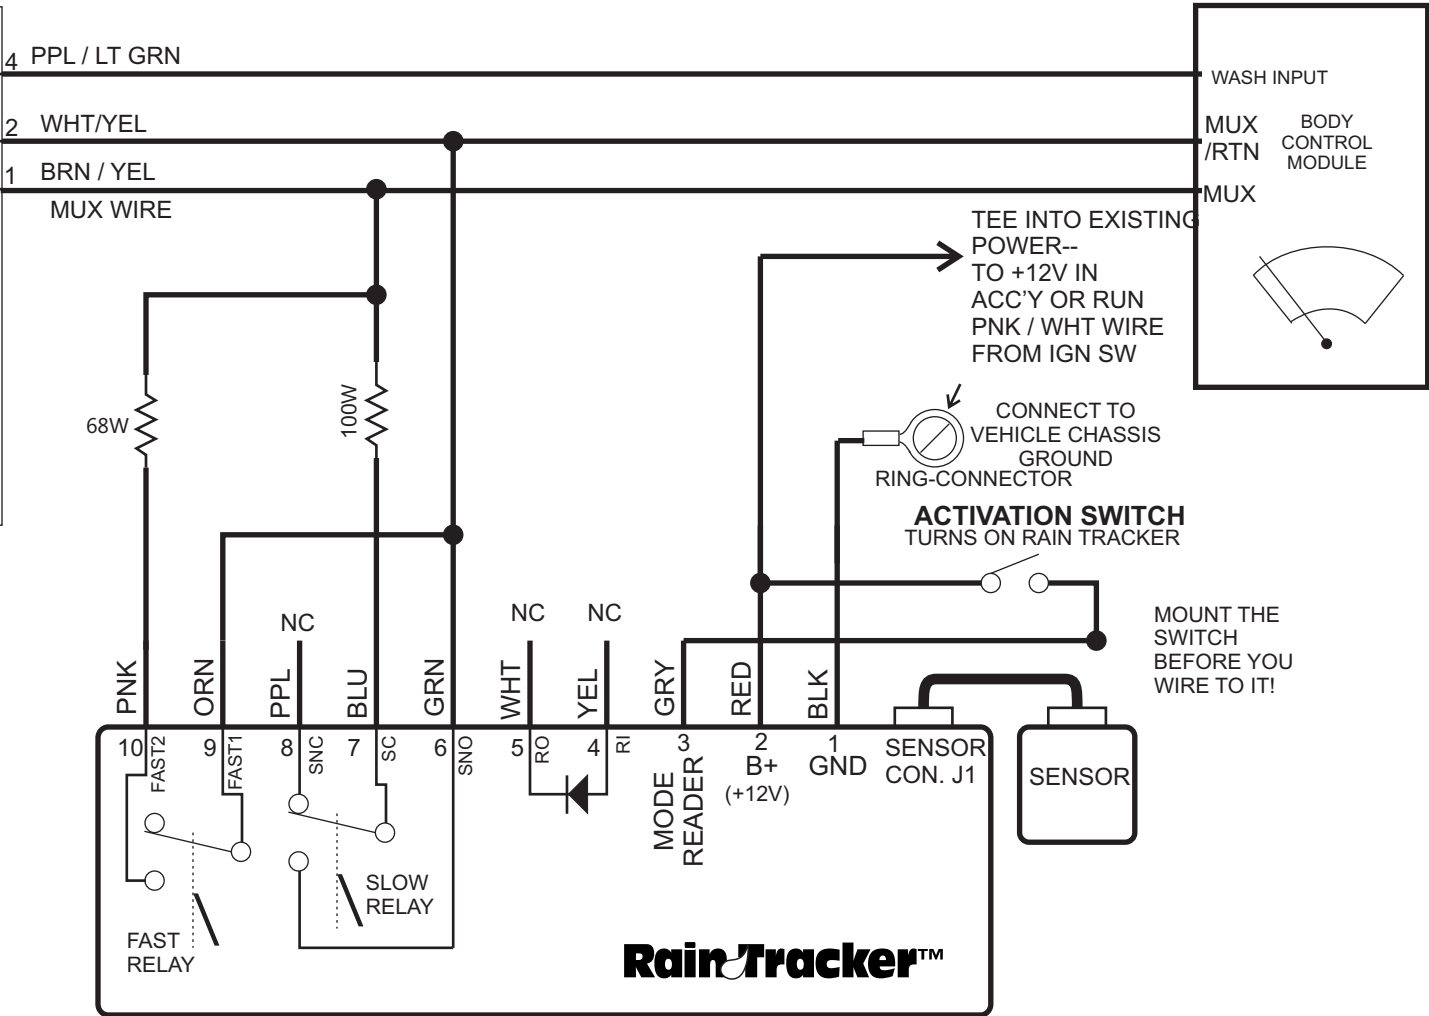 4 PPL / LT GRN
2 WHT/YEL
1 BRN / YEL
MUX WIRE
WASH INPUT
MUX
/RTN
BODY
CONTROL
MODULE
MUX
TEE INTO EXISTING
POWER--
TO +12V IN
ACC'Y OR RUN
PNK / WHT WIRE
FROM IGN SW
68W
100W
CONNECT TO
VEHICLE CHASSIS
GROUND
RING-CONNECTOR
ACTIVATION SWITCH
TURNS ON RAIN TRACKER
MOUNT THE
SWITCH
BEFORE YOU
WIRE TO IT!
NC
NC
NC
PNK
ORN
PPL
BLU
GRN
WHT
YEL
GRY
RED
BLK
10
FAST2
9
FAST1
8
SNC
7
SC
6
SNO
5
RO
4
RI
3
MODE
READER
2
B+
(+12V)
1
GND
SENSOR
CON. J1
SENSOR
SLOW
RELAY
FAST
RELAY
RainTracker™